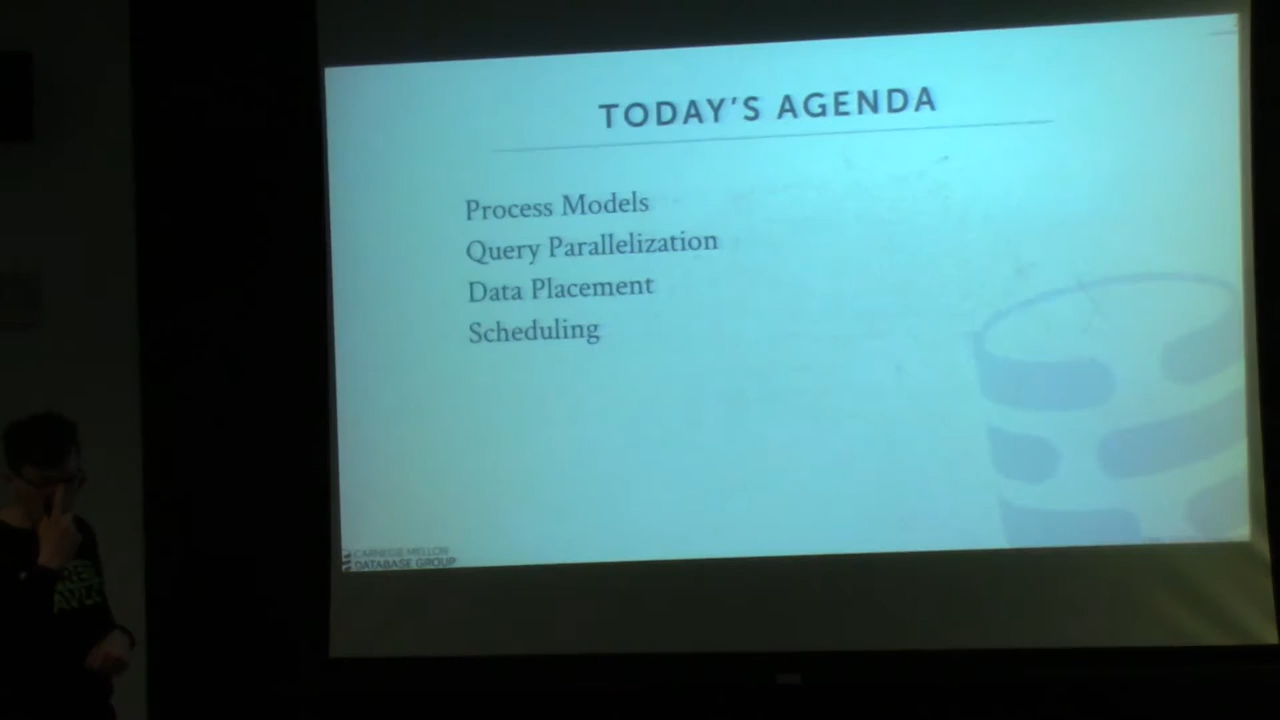 TODAY'S AGENDA
Process Models
Query Parallelization
Data Placement
Scheduling
CARNEGIE MELLON
DATABASE GROUP